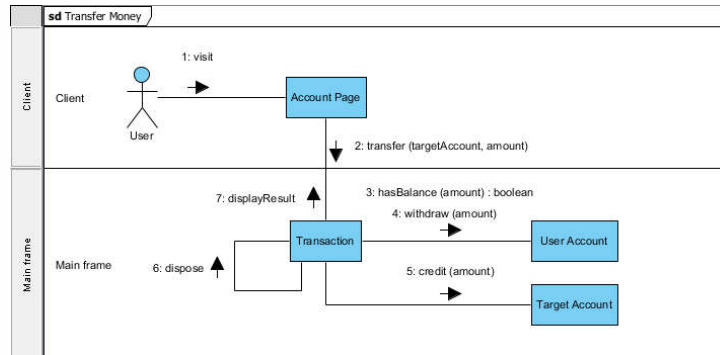 sd Transfer Money
Client
Client
1: visit
User
Account Page
2: transfer (targetAccount, amount)
Main frame
Main frame
7: displayResult
3: hasBalance (amount) : boolean
4: withdraw (amount)
Transaction
User Account
6: dispose
5: credit (amount)
Target Account